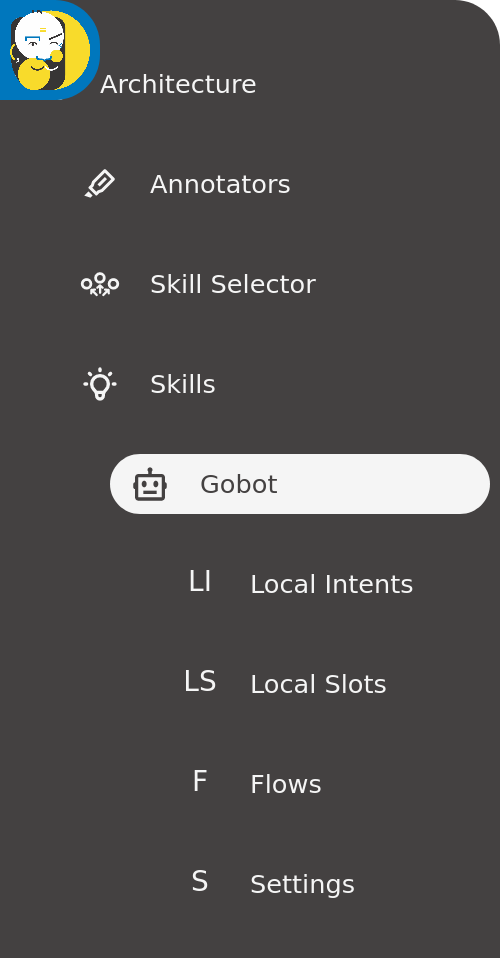 Architecture
Annotators
Skill Selector
Skills
Gobot
LI Local Intents
LS Local Slots
F Flows
S Settings